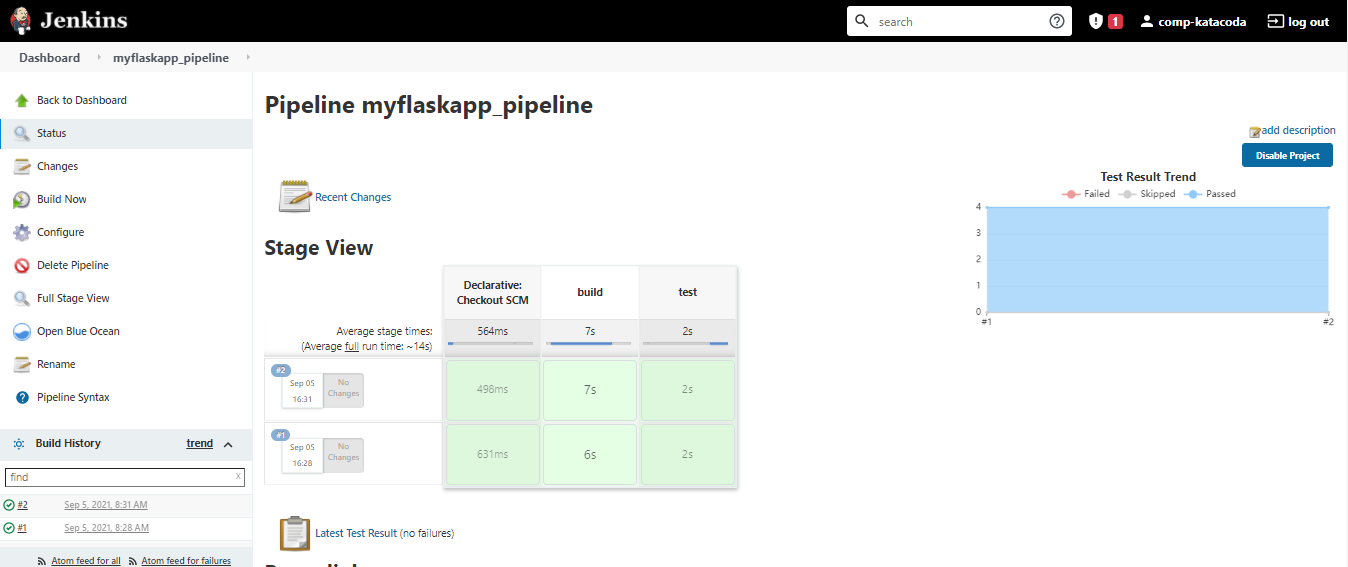 Jenkins
search
1
comp-katacoda
log out
Dashboard
myflaskapp_pipeline
Back to Dashboard
Status
Changes
Build Now
Configure
Delete Pipeline
Full Stage View
Open Blue Ocean
Rename
Pipeline Syntax
Build History
trend
find
x
#2
Sep 5, 2021, 8:31 AM
#1
Sep 5, 2021, 8:28 AM
Atom feed for all
Atom feed for failures
Pipeline myflaskapp_pipeline
add description
Disable Project
Recent Changes
Test Result Trend
Failed Skipped Passed
4
3
2
1
0
#1 #2
Stage View
Declarative:
Checkout SCM
build
test
Average stage times:
(Average full run time: ~14s)
564ms
7s
2s
#2
Sep 05
16:31
No
Changes
498ms
7s
2s
#1
Sep 05
16:28
No
Changes
631ms
6s
2s
Latest Test Result (no failures)